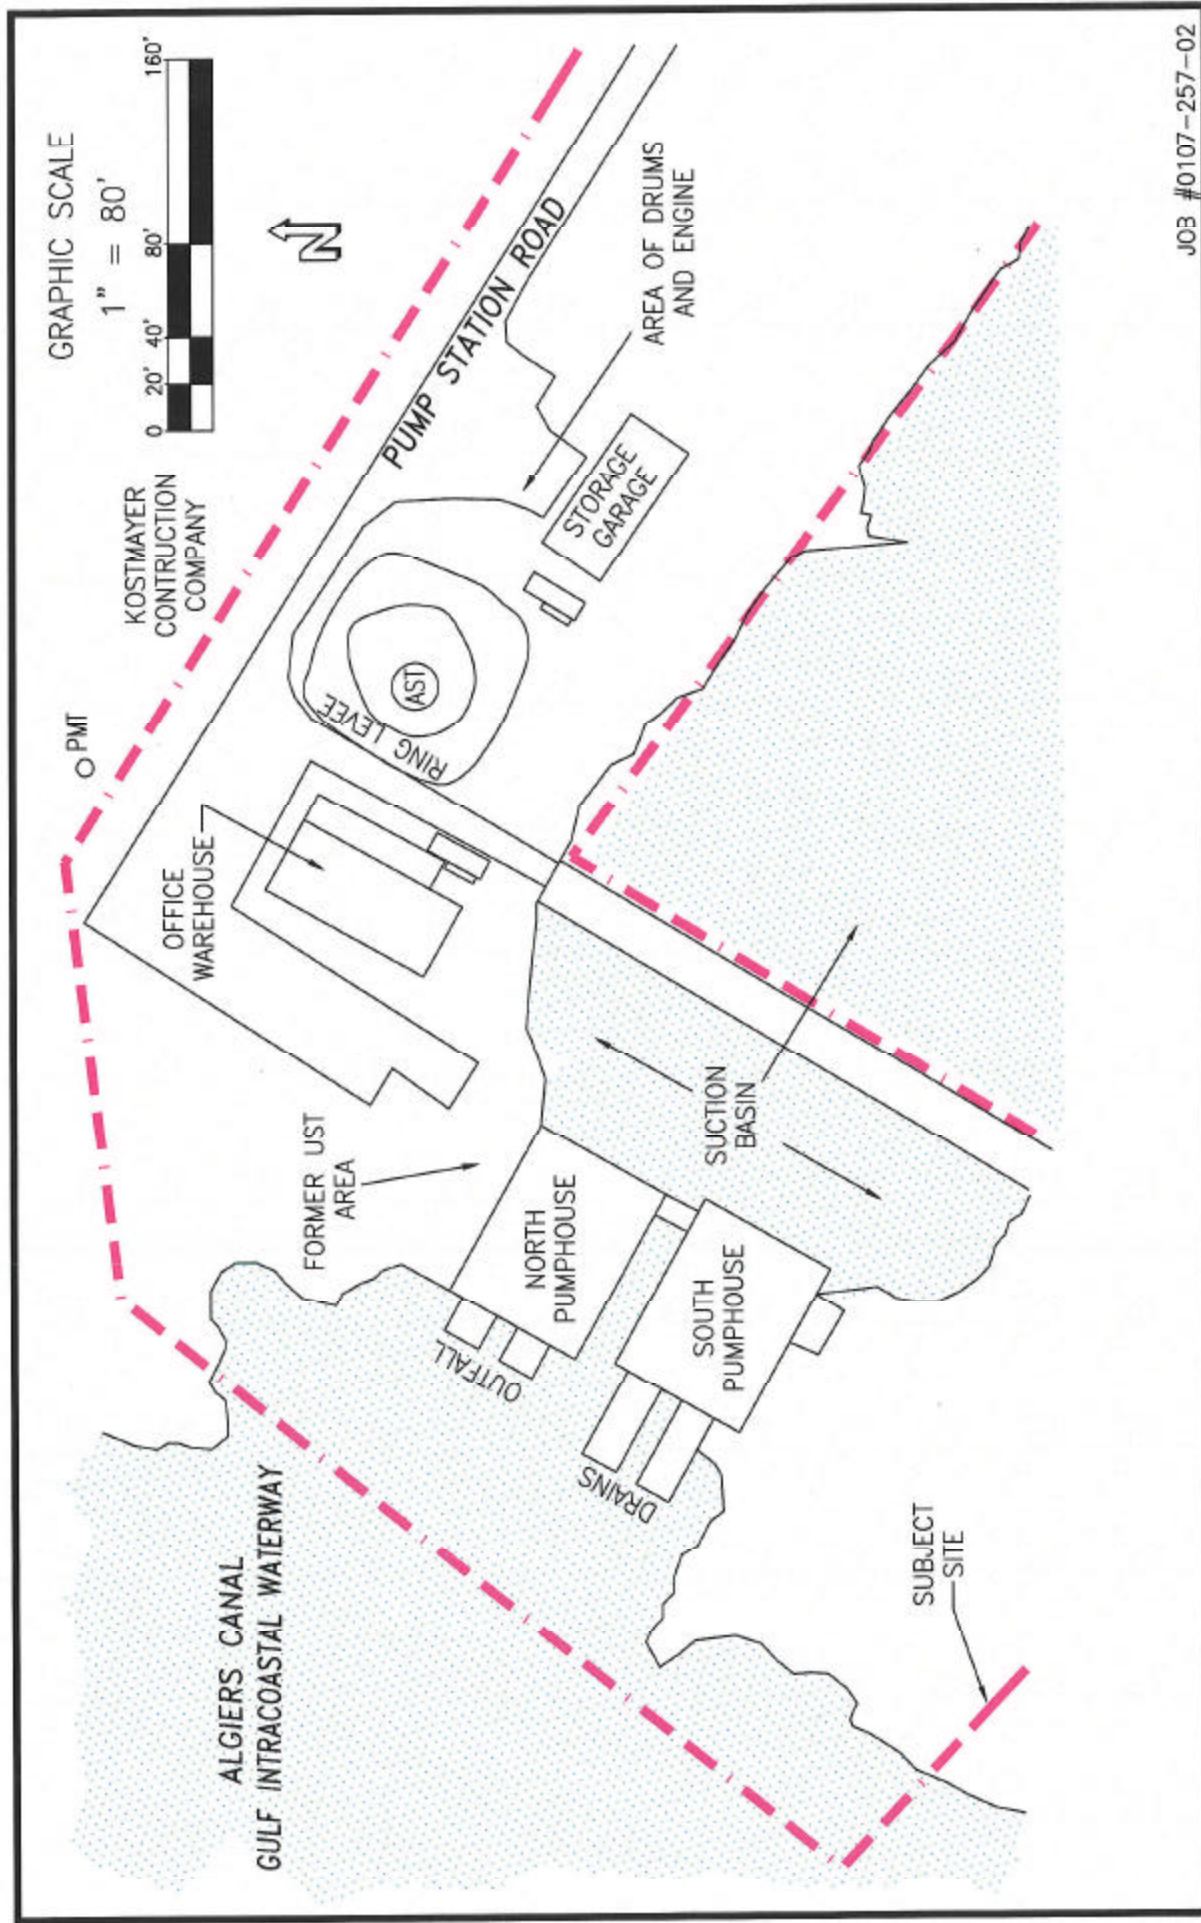 GRAPHIC SCALE
1" = 80'
0 20' 40' 80' 160'
N
KOSTMAYER
CONTRUCTION
COMPANY
PMT
PUMP STATION ROAD
AREA OF DRUMS
AND ENGINE
STORAGE
GARAGE
AST
RING LEVEE
OFFICE
WAREHOUSE
FORMER UST
AREA
NORTH
PUMPHOUSE
SOUTH
PUMPHOUSE
SUCTION
BASIN
OUTFALL
DRAINS
ALGIERS CANAL
GULF INTRACOASTAL WATERWAY
SUBJECT
SITE
JOB #0107-257-02